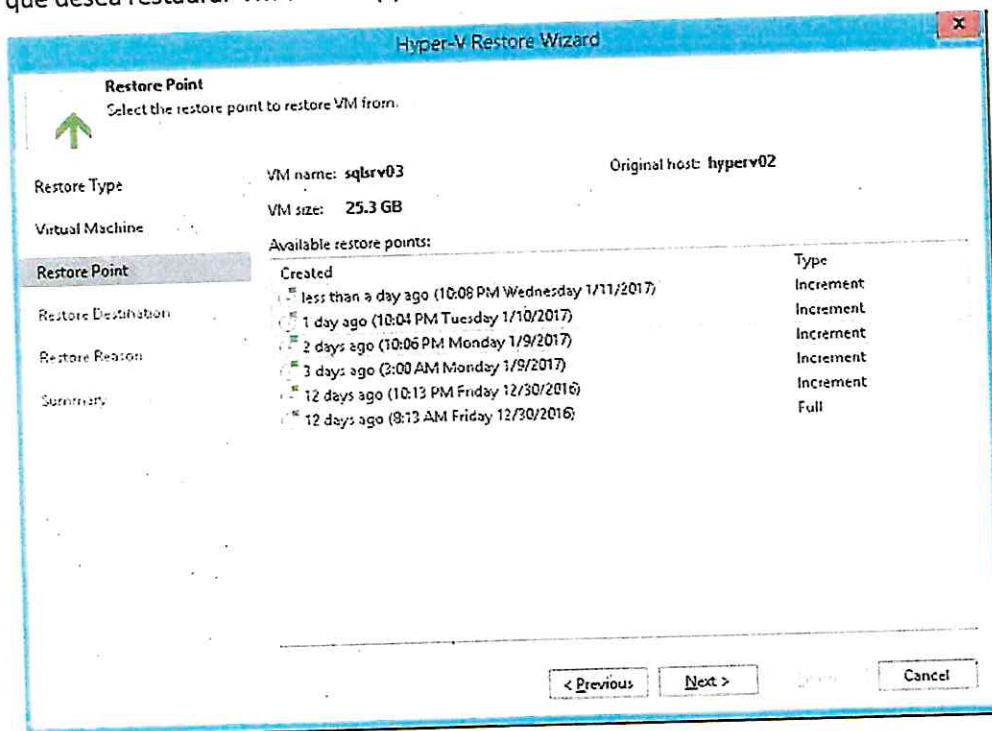 que desea restaurar VM
Hyper-V Restore Wizard
x
Restore Point
Select the restore point to restore VM from.
Restore Type
Virtual Machine
Restore Point
Restore Destination
Restore Reason
Summary
VM name: sqlsrv03
Original host: hyperv02
VM size: 25.3 GB
Available restore points:
Created Type
less than a day ago (10:08 PM Wednesday 1/11/2017) Increment
1 day ago (10:04 PM Tuesday 1/10/2017) Increment
2 days ago (10:06 PM Monday 1/9/2017) Increment
3 days ago (3:00 AM Monday 1/9/2017) Increment
12 days ago (10:13 PM Friday 12/30/2016) Increment
12 days ago (8:13 AM Friday 12/30/2016) Full
< Previous Next > Cancel